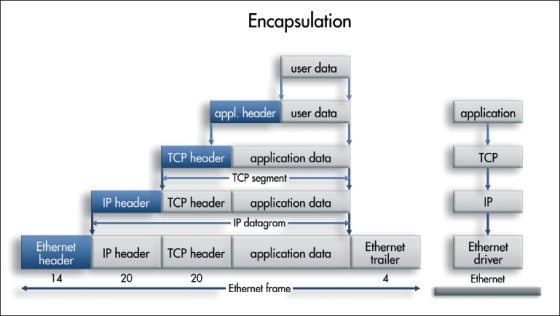 Encapsulation
user data
appl. header user data application
TCP header application data TCP
TCP segment
IP header TCP header application data IP
IP datagram
Ethernet header IP header TCP header application data Ethernet trailer Ethernet driver
14 20 20 4 Ethernet
Ethernet frame